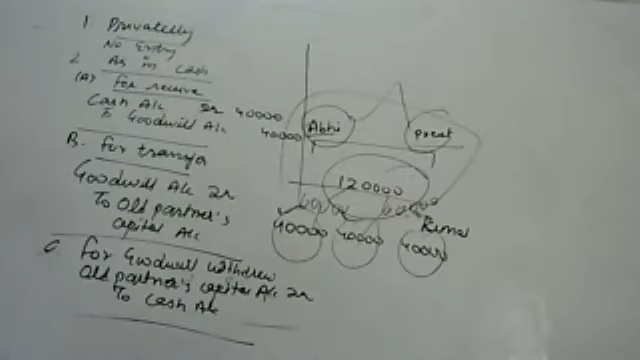 1 Privatelly
No Entry
2 As in Cash
(A) for receive
Cash A/c Dr 40000
To Goodwill A/c
B. for transfer
Goodwill A/c Dr
To Old partner's
capital A/c
C for Goodwill withdrew
Old partner's capital A/c Dr
To Cash A/c
40000 Abhi Preet
120000
40000 40000 40000